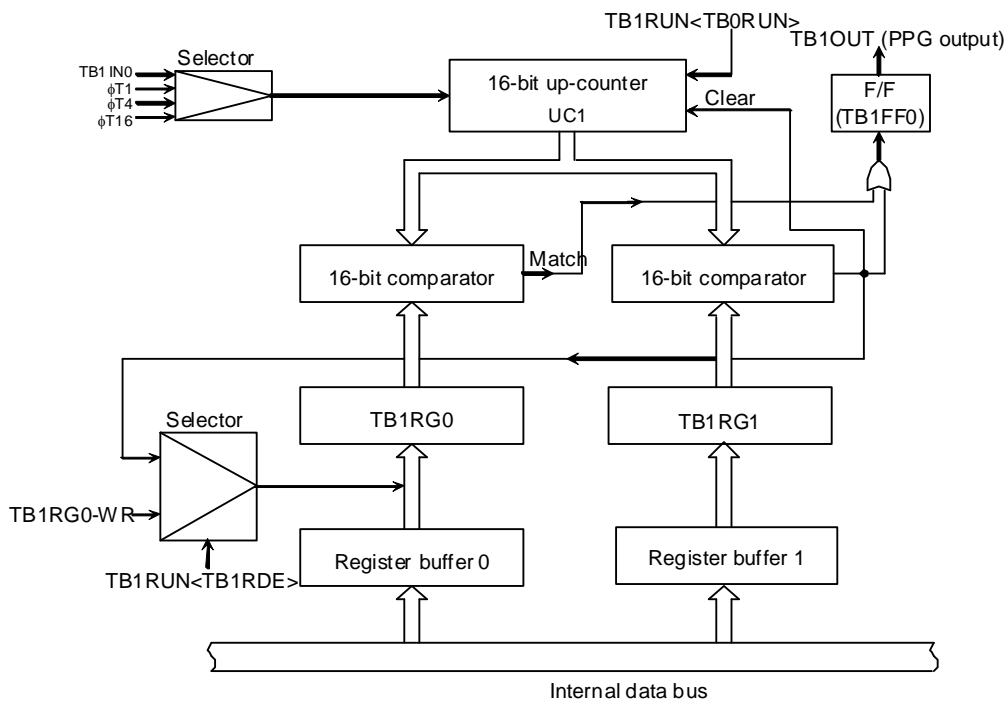 TB1RUN<TB0RUN>
TB1OUT (PPG output)
Selector
TB1 IN0
ϕT1
ϕT4
ϕT16
16-bit up-counter
UC1
Clear
F/F
(TB1FF0)
16-bit comparator
Match
16-bit comparator
Selector
TB1RG0
TB1RG1
TB1RG0-WR
TB1RUN<TB1RDE>
Register buffer 0
Register buffer 1
Internal data bus